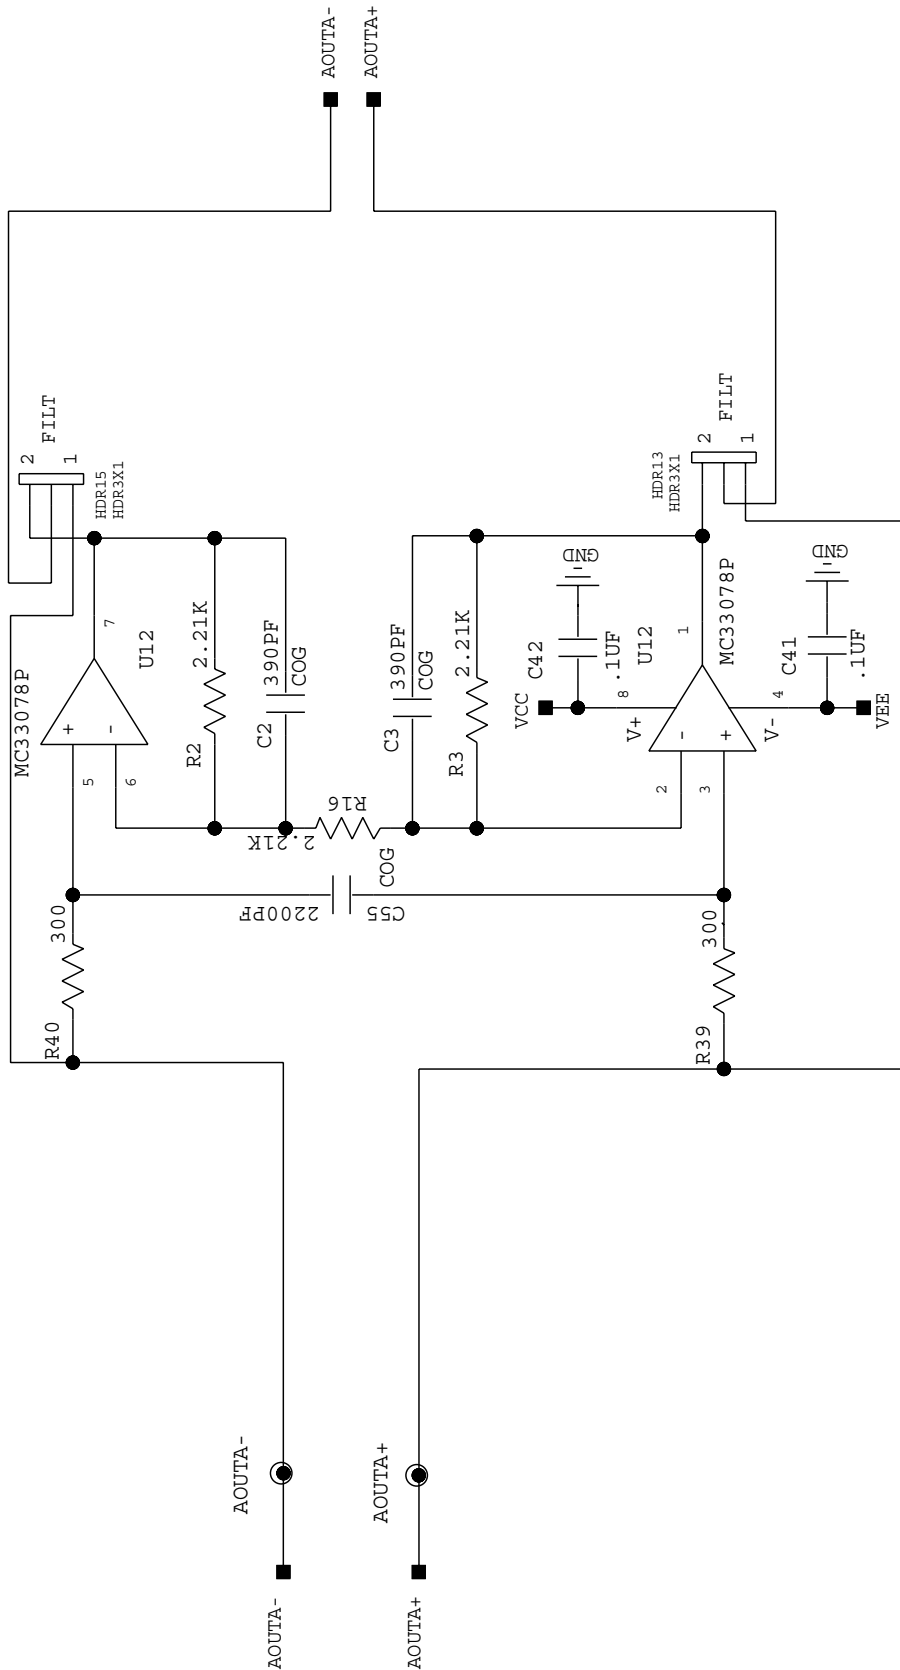 AOUTA-
AOUTA+
FILT
2
1
HDR15
HDR3X1
MC33078P
7
U12
+
-
5
6
R2
2.21K
C2
390PF
COG
R16
2.21K
C3
390PF
COG
R3
2.21K
FILT
2
1
HDR13
HDR3X1
GND
C42
.1UF
VCC
8
V+
U12
1
MC33078P
GND
C41
.1UF
4
V-
VEE
-
+
2
3
COG
2200PF
C55
300
R40
300
R39
AOUTA-
AOUTA+
AOUTA-
AOUTA+